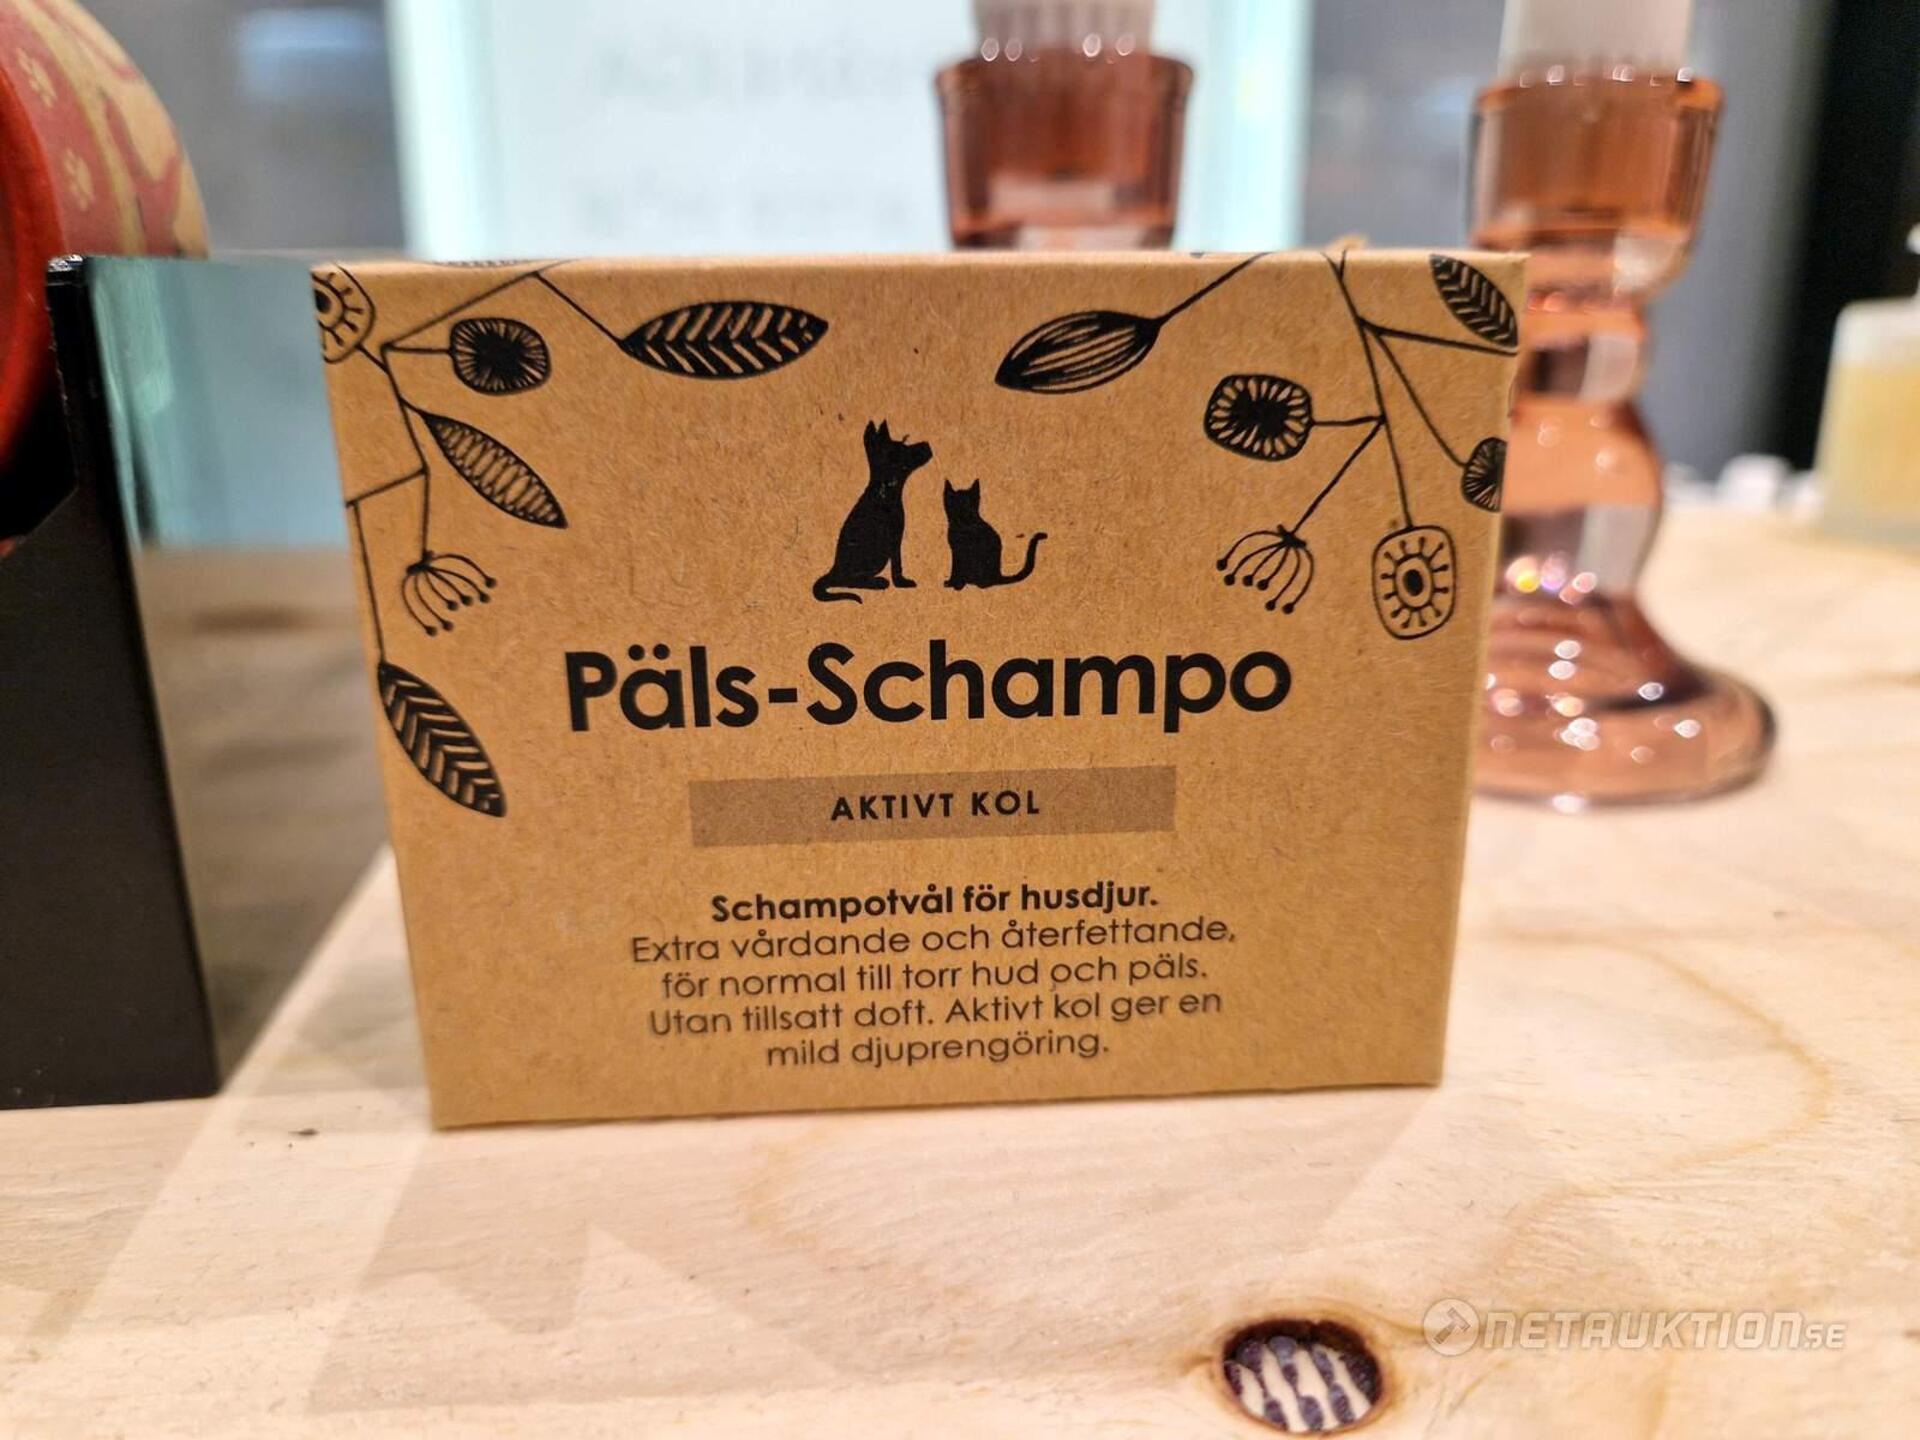 Päls-Schampo
AKTIVT KOL
Schampotvål för husdjur.
Extra vårdande och återfettande,
för normal till torr hud och päls.
Utan tillsatt doft. Aktivt kol ger en
mild djuprengöring.
NETAUKTION.SE